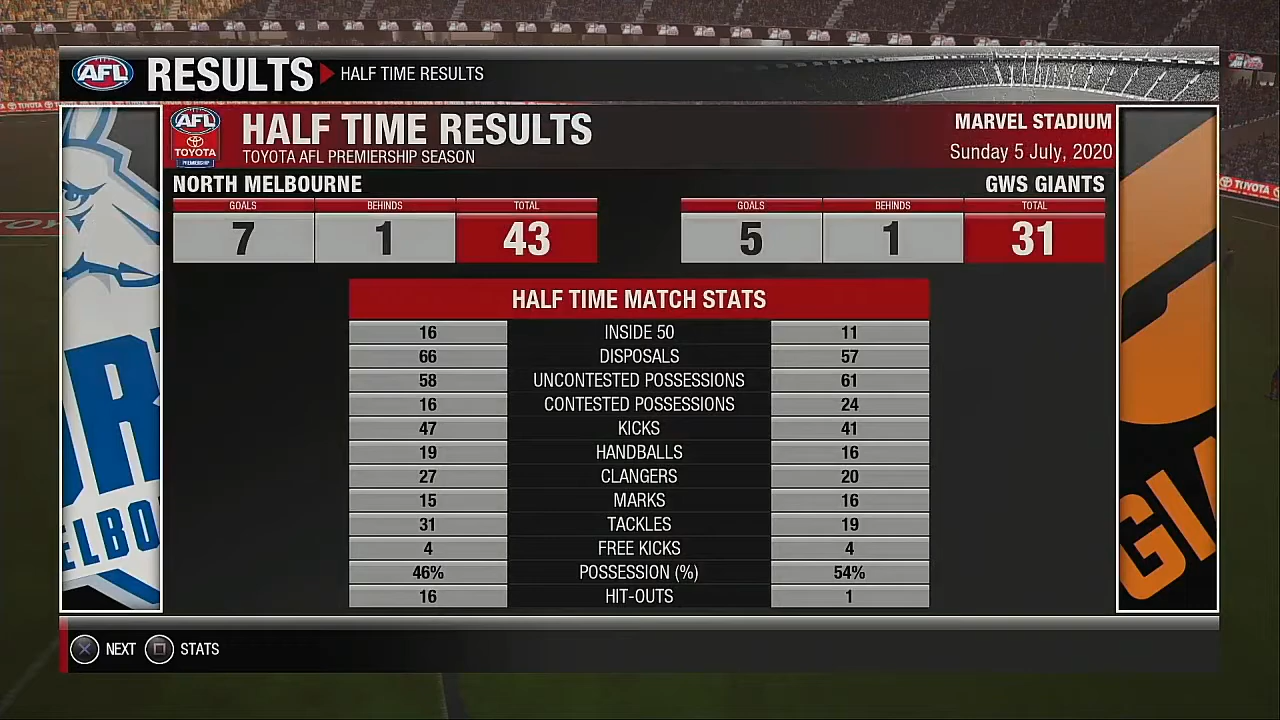 AFL RESULTS HALF TIME RESULTS
AFL
TOYOTA
PREMIERSHIP
HALF TIME RESULTS
TOYOTA AFL PREMIERSHIP SEASON
MARVEL STADIUM
Sunday 5 July, 2020
NORTH MELBOURNE
GWS GIANTS
GOALS BEHINDS TOTAL GOALS BEHINDS TOTAL
7 1 43 5 1 31
HALF TIME MATCH STATS
16 INSIDE 50 11
66 DISPOSALS 57
58 UNCONTESTED POSSESSIONS 61
16 CONTESTED POSSESSIONS 24
47 KICKS 41
19 HANDBALLS 16
27 CLANGERS 20
15 MARKS 16
31 TACKLES 19
4 FREE KICKS 4
46% POSSESSION (%) 54%
16 HIT-OUTS 1
ELBO
GIA
TOYOTA
NEXT STATS